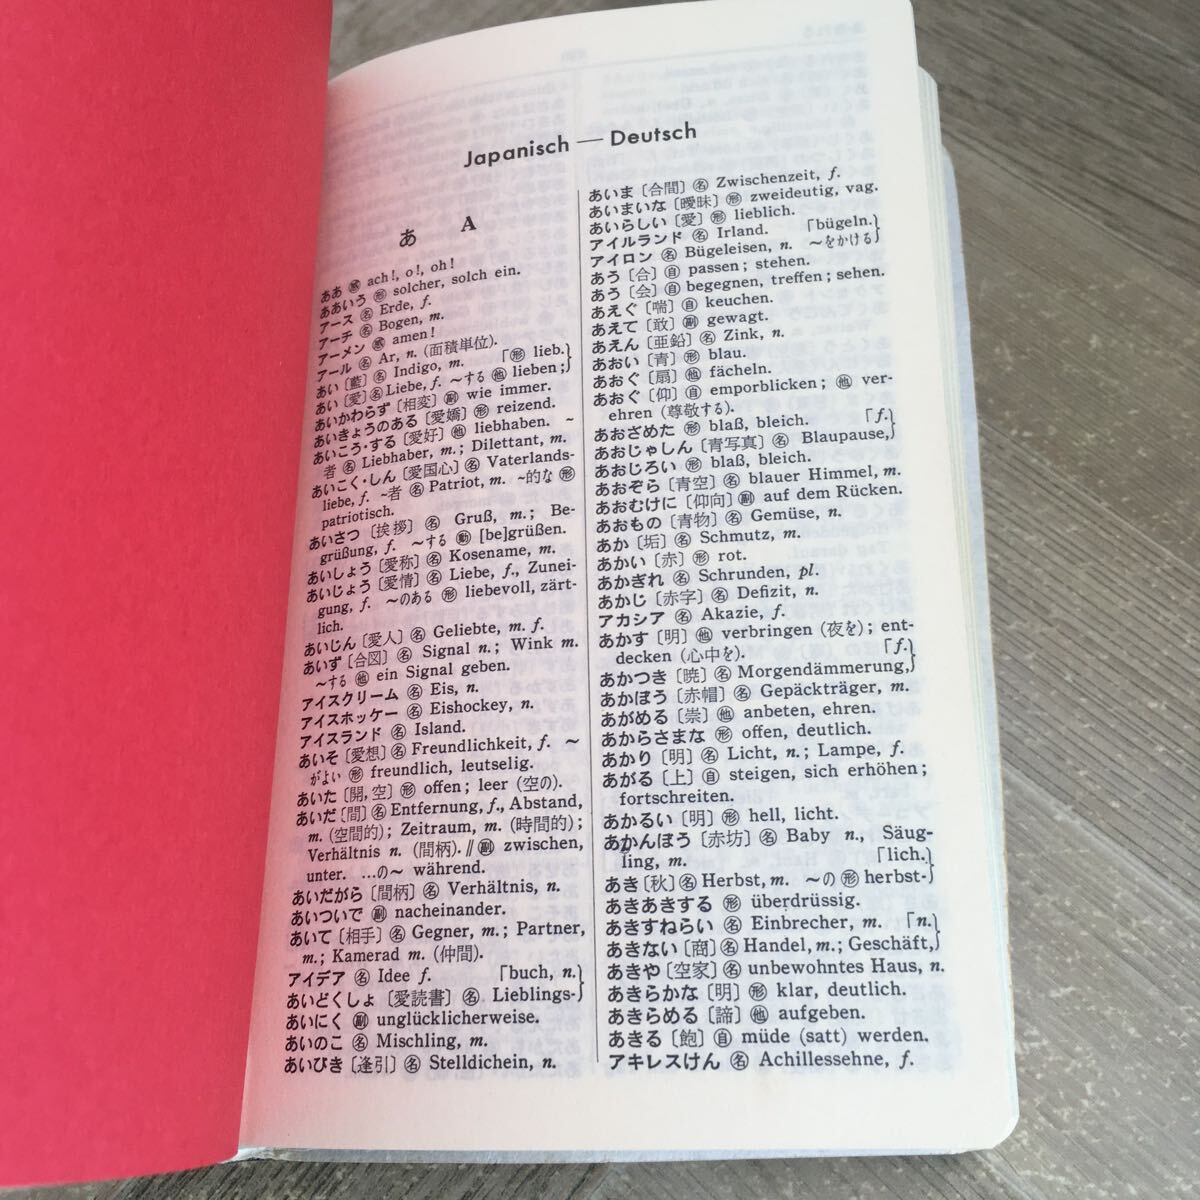 Japanisch — Deutsch
あ A
ああ 感 ach!, o!, oh!
ああいう 形 solcher, solch ein.
アース 名 Erde, f.
アーチ 名 Bogen, m.
アーメン 感 amen!
アール 名 Ar, n. (面積単位).
あい〔藍〕名 Indigo, m. 「形 lieb.}
あい〔愛〕名 Liebe, f. ～する 他 lieben;}
あいかわらず〔相変〕副 wie immer.
あいきょうのある〔愛嬌〕形 reizend.
あいこう・する〔愛好〕他 liebhaben. ~
者 名 Liebhaber, m.; Dilettant, m.
あいこく・しん〔愛国心〕名 Vaterlands-
liebe, f. ~者 名 Patriot, m. ~的な 形
patriotisch.
あいさつ〔挨拶〕名 Gruß, m.; Be-
grüßung, f. ～する 動 [be]grüßen.
あいしょう〔愛称〕名 Kosename, m.
あいじょう〔愛情〕名 Liebe, f., Zunei-
gung, f. ～のある 形 liebevoll, zärt-
lich.
あいじん〔愛人〕名 Geliebte, m. f.
あいず〔合図〕名 Signal n.; Wink m.
～する 他 ein Signal geben.
アイスクリーム 名 Eis, n.
アイスホッケー 名 Eishockey, n.
アイスランド 名 Island.
あいそ〔愛想〕名 Freundlichkeit, f. ～
がよい 形 freundlich, leutselig.
あいた〔開,空〕形 offen; leer (空の).
あいだ〔間〕名 Entfernung, f., Abstand,
m. (空間的); Zeitraum, m. (時間的);
Verhältnis n. (間柄).∥副 zwischen,
unter. …の～ während.
あいだがら〔間柄〕名 Verhältnis, n.
あいついで 副 nacheinander.
あいて〔相手〕名 Gegner, m.; Partner,
m.; Kamerad m. (仲間).
アイデア 名 Idee f. 「buch, n.}
あいどくしょ〔愛読書〕名 Lieblings-}
あいにく 副 unglücklicherweise.
あいのこ 名 Mischling, m.
あいびき〔逢引〕名 Stelldichein, n.
あいま〔合間〕名 Zwischenzeit, f.
あいまいな〔曖昧〕形 zweideutig, vag.
あいらしい〔愛〕形 lieblich.
アイルランド 名 Irland. 「bügeln.}
アイロン 名 Bügeleisen, n. ～をかける}
あう〔合〕自 passen; stehen.
あう〔会〕自 begegnen, treffen; sehen.
あえぐ〔喘〕自 keuchen.
あえて〔敢〕副 gewagt.
あえん〔亜鉛〕名 Zink, n.
あおい〔青〕形 blau.
あおぐ〔扇〕他 fächeln.
あおぐ〔仰〕自 emporblicken; 他 ver-
ehren (尊敬する).
あおざめた 形 blaß, bleich. 「f.}
あおじゃしん〔青写真〕名 Blaupause,}
あおじろい 形 blaß, bleich.
あおぞら〔青空〕名 blauer Himmel, m.
あおむけに〔仰向〕副 auf dem Rücken.
あおもの〔青物〕名 Gemüse, n.
あか〔垢〕名 Schmutz, m.
あかい〔赤〕形 rot.
あかぎれ 名 Schrunden, pl.
あかじ〔赤字〕名 Defizit, n.
アカシア 名 Akazie, f.
あかす〔明〕他 verbringen (夜を); ent-
decken (心中を). 「f.}
あかつき〔暁〕名 Morgendämmerung,}
あかぼう〔赤帽〕名 Gepäckträger, m.
あがめる〔崇〕他 anbeten, ehren.
あからさまな 形 offen, deutlich.
あかり〔明〕名 Licht, n.; Lampe, f.
あがる〔上〕自 steigen, sich erhöhen;
fortschreiten.
あかるい〔明〕形 hell, licht.
あかんぼう〔赤坊〕名 Baby n., Säug-
ling, m. 「lich.}
あき〔秋〕名 Herbst, m. ～の 形 herbst-}
あきあきする 形 überdrüssig.
あきすねらい 名 Einbrecher, m. 「n.}
あきない〔商〕名 Handel, m.; Geschäft,}
あきや〔空家〕名 unbewohntes Haus, n.
あきらかな〔明〕形 klar, deutlich.
あきらめる〔諦〕他 aufgeben.
あきる〔飽〕自 müde (satt) werden.
アキレスけん 名 Achillessehne, f.